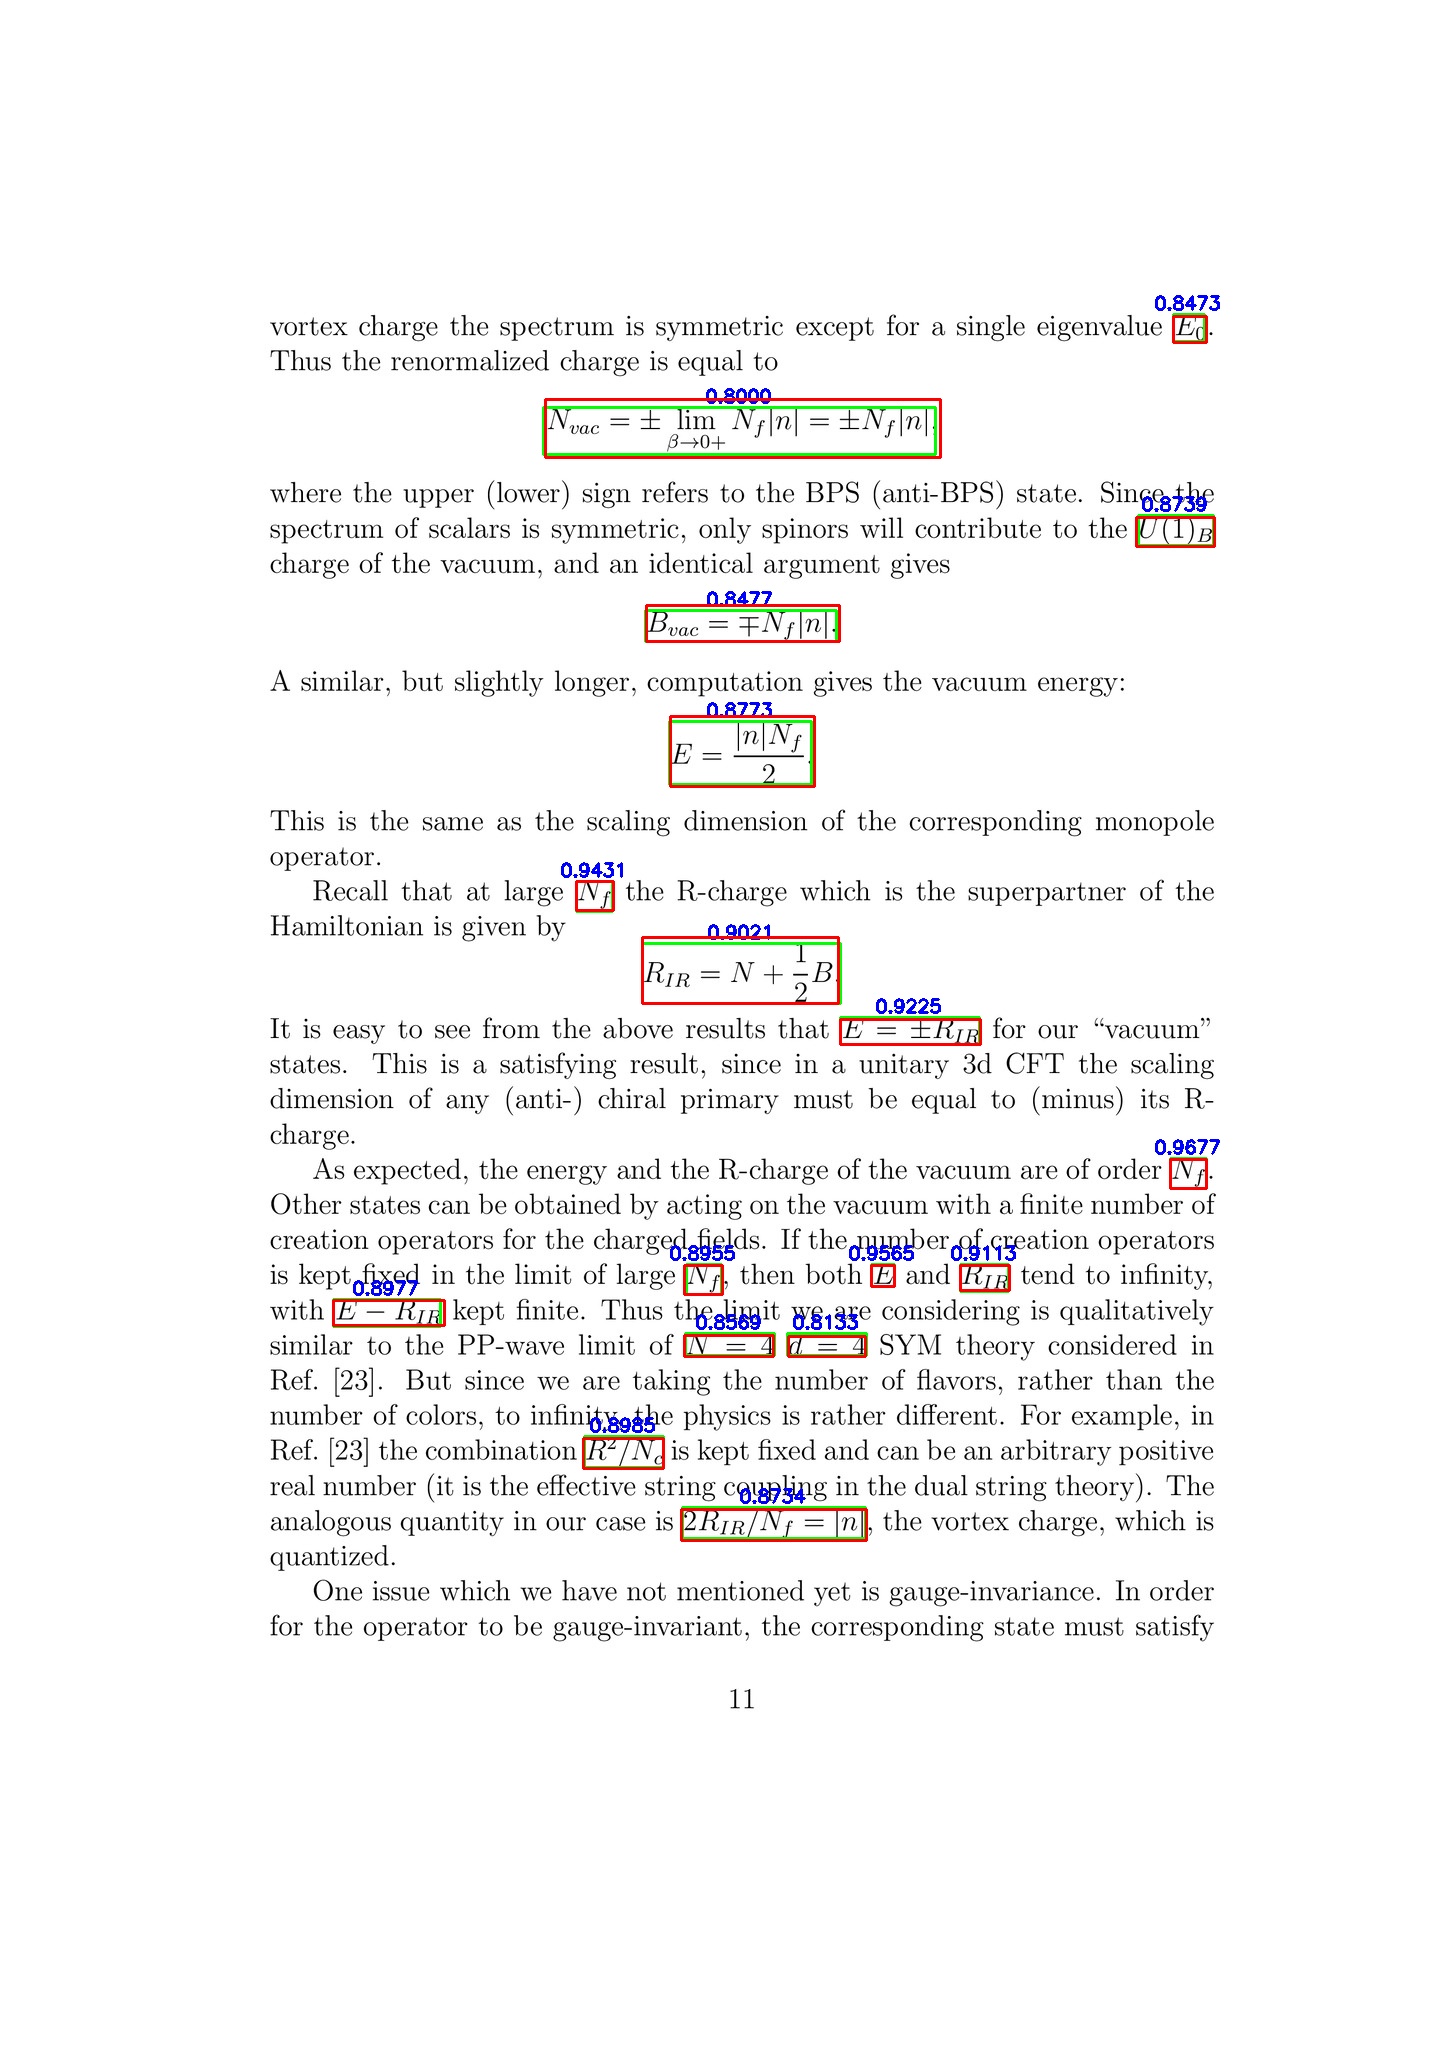 0.8473
vortex charge the spectrum is symmetric except for a single eigenvalue E₀.
Thus the renormalized charge is equal to
0.8000
N_{vac} = ± lim_{β→0+} N_f|n| = ±N_f|n|.
where the upper (lower) sign refers to the BPS (anti-BPS) state. Since the
0.8739
spectrum of scalars is symmetric, only spinors will contribute to the U(1)_B
charge of the vacuum, and an identical argument gives
0.8477
B_{vac} = ∓N_f|n|.
A similar, but slightly longer, computation gives the vacuum energy:
0.8773
E = |n|N_f / 2.
This is the same as the scaling dimension of the corresponding monopole
operator.
0.9431
Recall that at large N_f the R-charge which is the superpartner of the
Hamiltonian is given by
0.9021
R_{IR} = N + 1/2 B.
0.9225
It is easy to see from the above results that E = ±R_{IR} for our “vacuum”
states. This is a satisfying result, since in a unitary 3d CFT the scaling
dimension of any (anti-) chiral primary must be equal to (minus) its R-
charge.
0.9677
As expected, the energy and the R-charge of the vacuum are of order N_f.
Other states can be obtained by acting on the vacuum with a finite number of
creation operators for the charged fields. If the number of creation operators
0.8955 0.9565 0.9113
is kept fixed in the limit of large N_f, then both E and R_{IR} tend to infinity,
0.8977
with E − R_{IR} kept finite. Thus the limit we are considering is qualitatively
0.8569 0.8133
similar to the PP-wave limit of N = 4 d = 4 SYM theory considered in
Ref. [23]. But since we are taking the number of flavors, rather than the
number of colors, to infinity, the physics is rather different. For example, in
0.8985
Ref. [23] the combination R²/N_c is kept fixed and can be an arbitrary positive
real number (it is the effective string coupling in the dual string theory). The
0.8734
analogous quantity in our case is 2R_{IR}/N_f = |n|, the vortex charge, which is
quantized.
One issue which we have not mentioned yet is gauge-invariance. In order
for the operator to be gauge-invariant, the corresponding state must satisfy
11